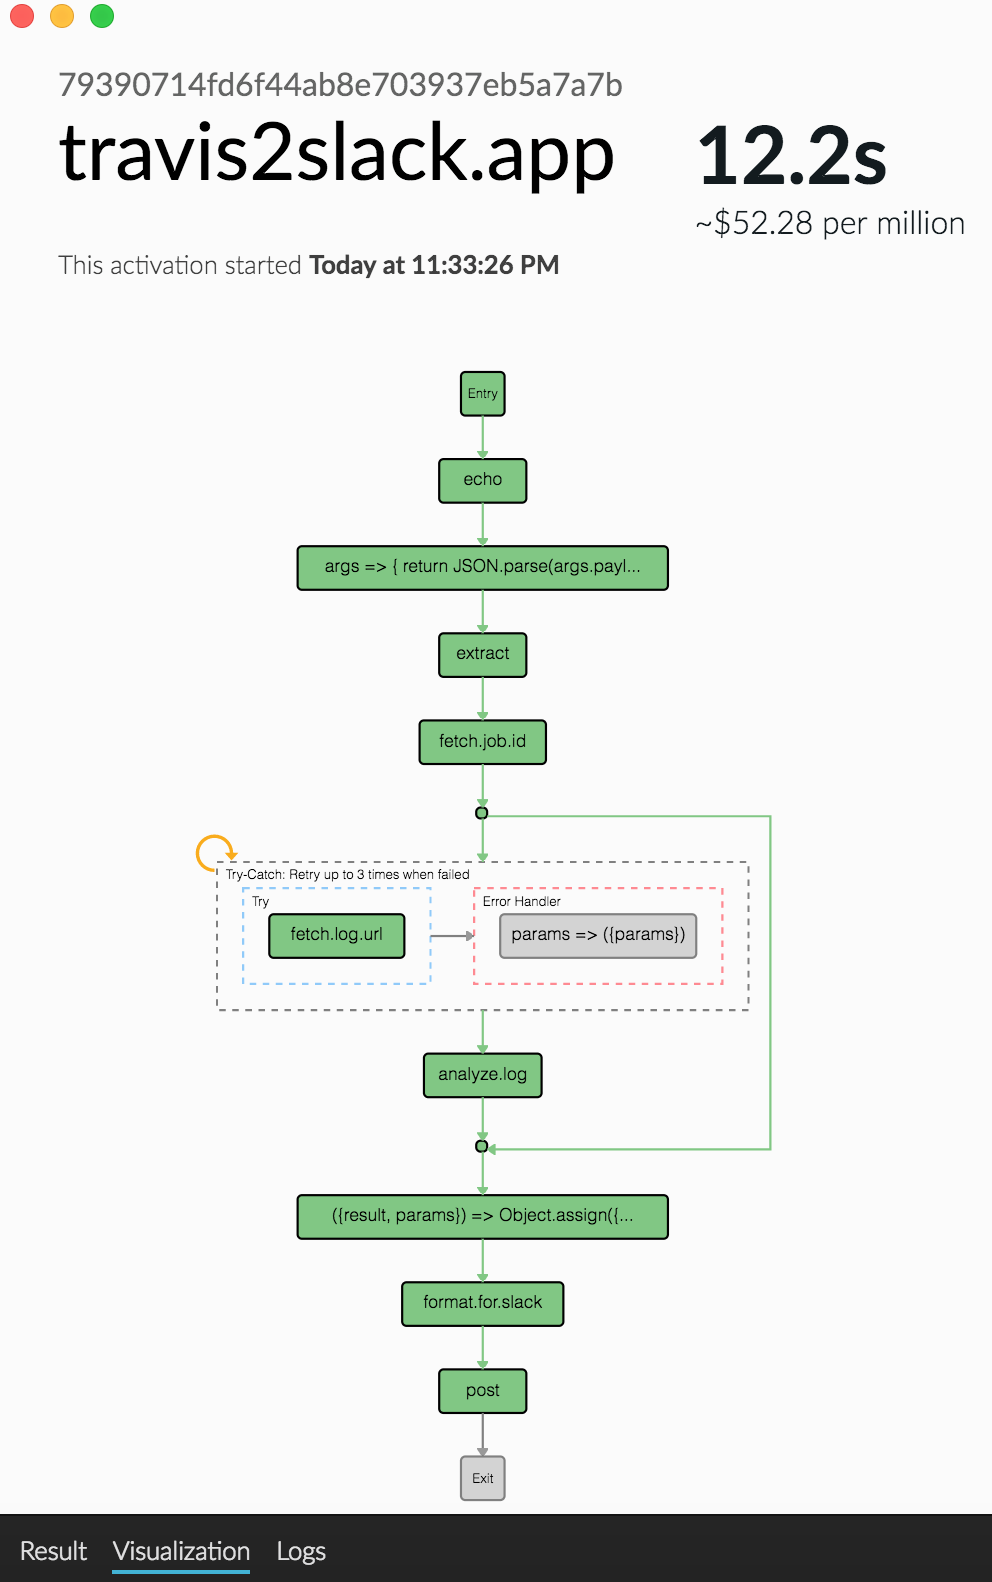 79390714fd6f44ab8e703937eb5a7a7b
travis2slack.app
12.2s
~$52.28 per million
This activation started Today at 11:33:26 PM
Entry
echo
args => { return JSON.parse(args.payl...
extract
fetch.job.id
Try-Catch: Retry up to 3 times when failed
Try
Error Handler
fetch.log.url
params => ({params})
analyze.log
({result, params}) => Object.assign({...
format.for.slack
post
Exit
Result Visualization Logs